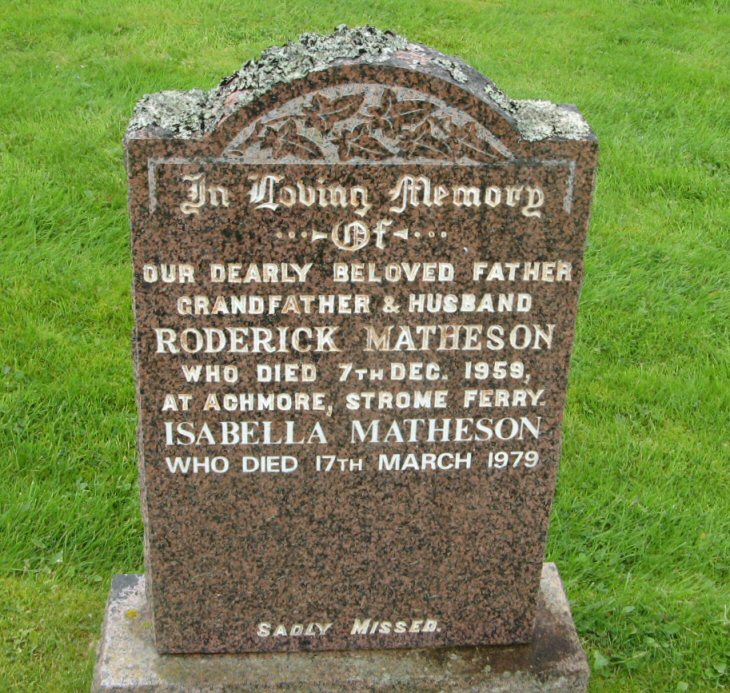 In Loving Memory
Of
OUR DEARLY BELOVED FATHER
GRANDFATHER & HUSBAND
RODERICK MATHESON
WHO DIED 7TH DEC. 1959,
AT ACHMORE, STROME FERRY.
ISABELLA MATHESON
WHO DIED 17TH MARCH 1979
SADLY MISSED.